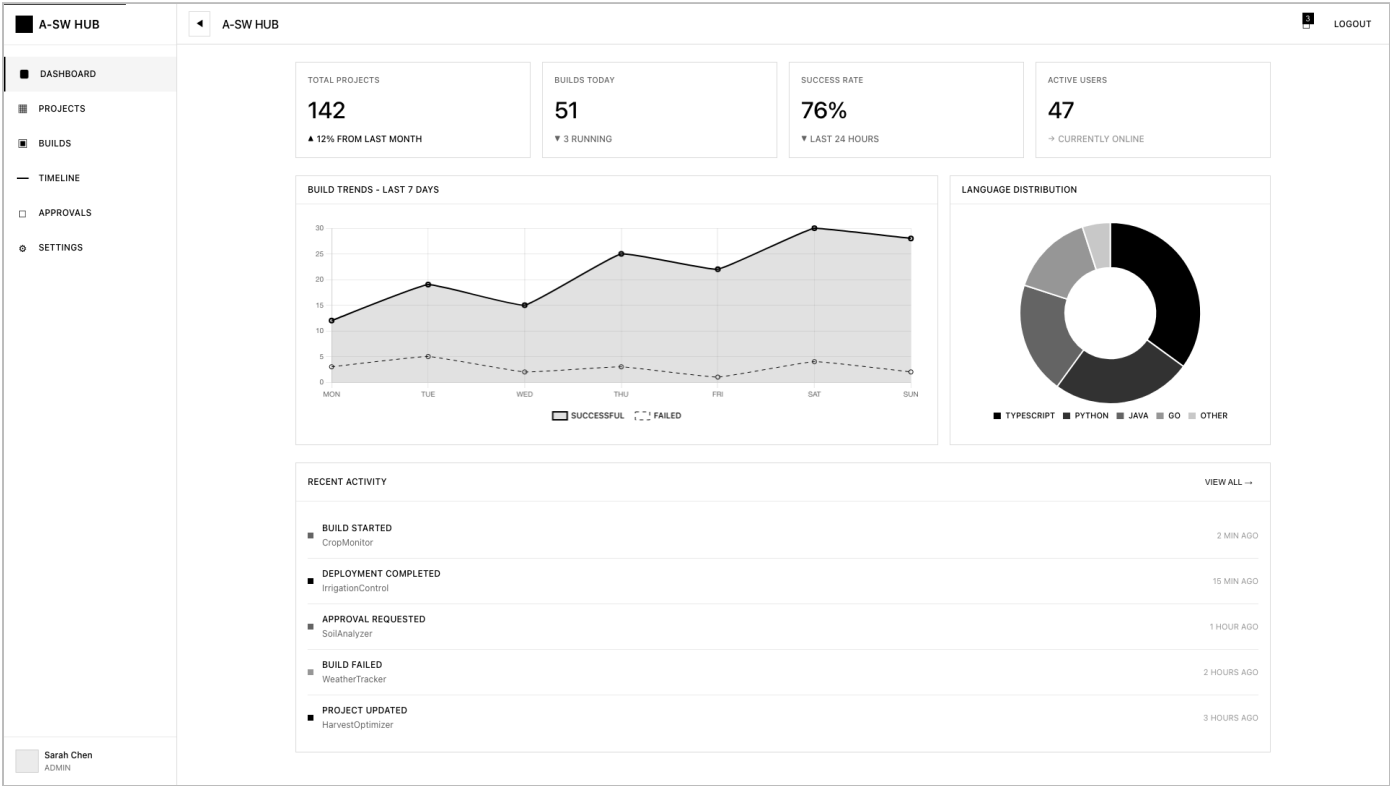 A-SW HUB
A-SW HUB
3
LOGOUT
DASHBOARD
PROJECTS
BUILDS
TIMELINE
APPROVALS
SETTINGS
Sarah Chen
ADMIN
TOTAL PROJECTS
142
▲ 12% FROM LAST MONTH
BUILDS TODAY
51
▼ 3 RUNNING
SUCCESS RATE
76%
▼ LAST 24 HOURS
ACTIVE USERS
47
→ CURRENTLY ONLINE
BUILD TRENDS - LAST 7 DAYS
30
25
20
15
10
5
0
MON TUE WED THU FRI SAT SUN
SUCCESSFUL FAILED
LANGUAGE DISTRIBUTION
TYPESCRIPT PYTHON JAVA GO OTHER
RECENT ACTIVITY VIEW ALL →
BUILD STARTED
CropMonitor
2 MIN AGO
DEPLOYMENT COMPLETED
IrrigationControl
15 MIN AGO
APPROVAL REQUESTED
SoilAnalyzer
1 HOUR AGO
BUILD FAILED
WeatherTracker
2 HOURS AGO
PROJECT UPDATED
HarvestOptimizer
3 HOURS AGO